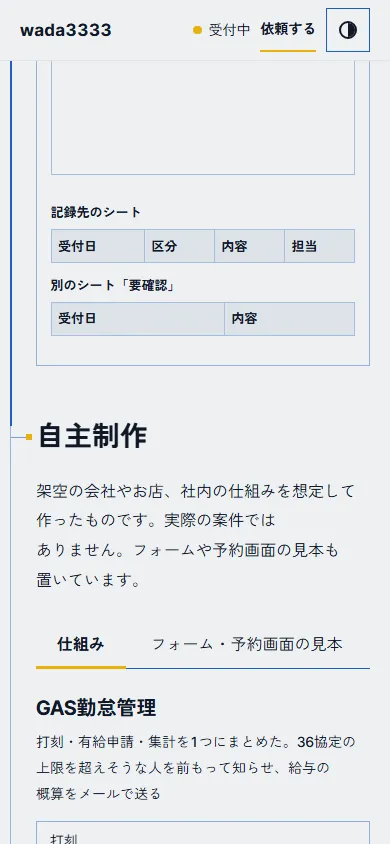 wada3333
受付中
依頼する
記録先のシート
受付日 区分 内容 担当
別のシート「要確認」
受付日 内容
自主制作
架空の会社やお店、社内の仕組みを想定して
作ったものです。実際の案件では
ありません。フォームや予約画面の見本も
置いています。
仕組み フォーム・予約画面の見本
GAS勤怠管理
打刻・有給申請・集計を1つにまとめた。36協定の
上限を超えそうな人を前もって知らせ、給与の
概算をメールで送る
打刻